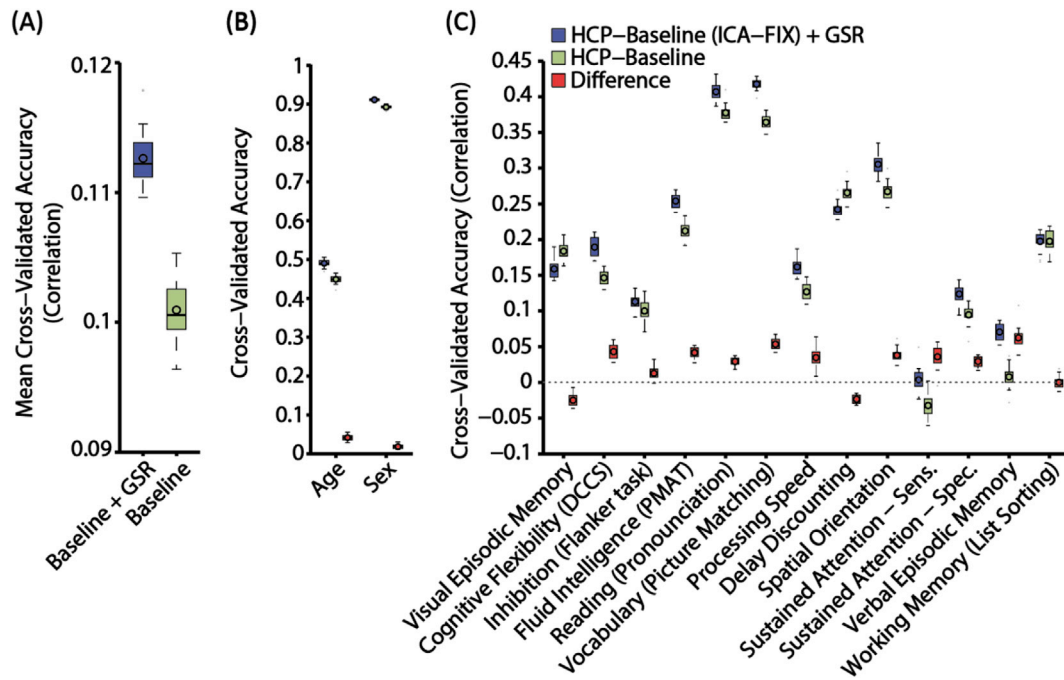 (A)
Mean Cross–Validated Accuracy
(Correlation)
0.12
0.11
0.1
0.09
Baseline + GSR
Baseline
(B)
Cross–Validated Accuracy
1
0.9
0.8
0.7
0.6
0.5
0.4
0.3
0.2
0.1
0
Age
Sex
(C)
HCP–Baseline (ICA–FIX) + GSR
HCP–Baseline
Difference
Cross–Validated Accuracy (Correlation)
0.45
0.4
0.35
0.3
0.25
0.2
0.15
0.1
0.05
0
−0.05
−0.1
Visual Episodic Memory
Cognitive Flexibility (DCCS)
Inhibition (Flanker task)
Fluid Intelligence (PMAT)
Reading (Pronounciation)
Vocabulary (Picture Matching)
Processing Speed
Delay Discounting
Spatial Orientation
Sustained Attention – Sens.
Sustained Attention – Spec.
Verbal Episodic Memory
Working Memory (List Sorting)